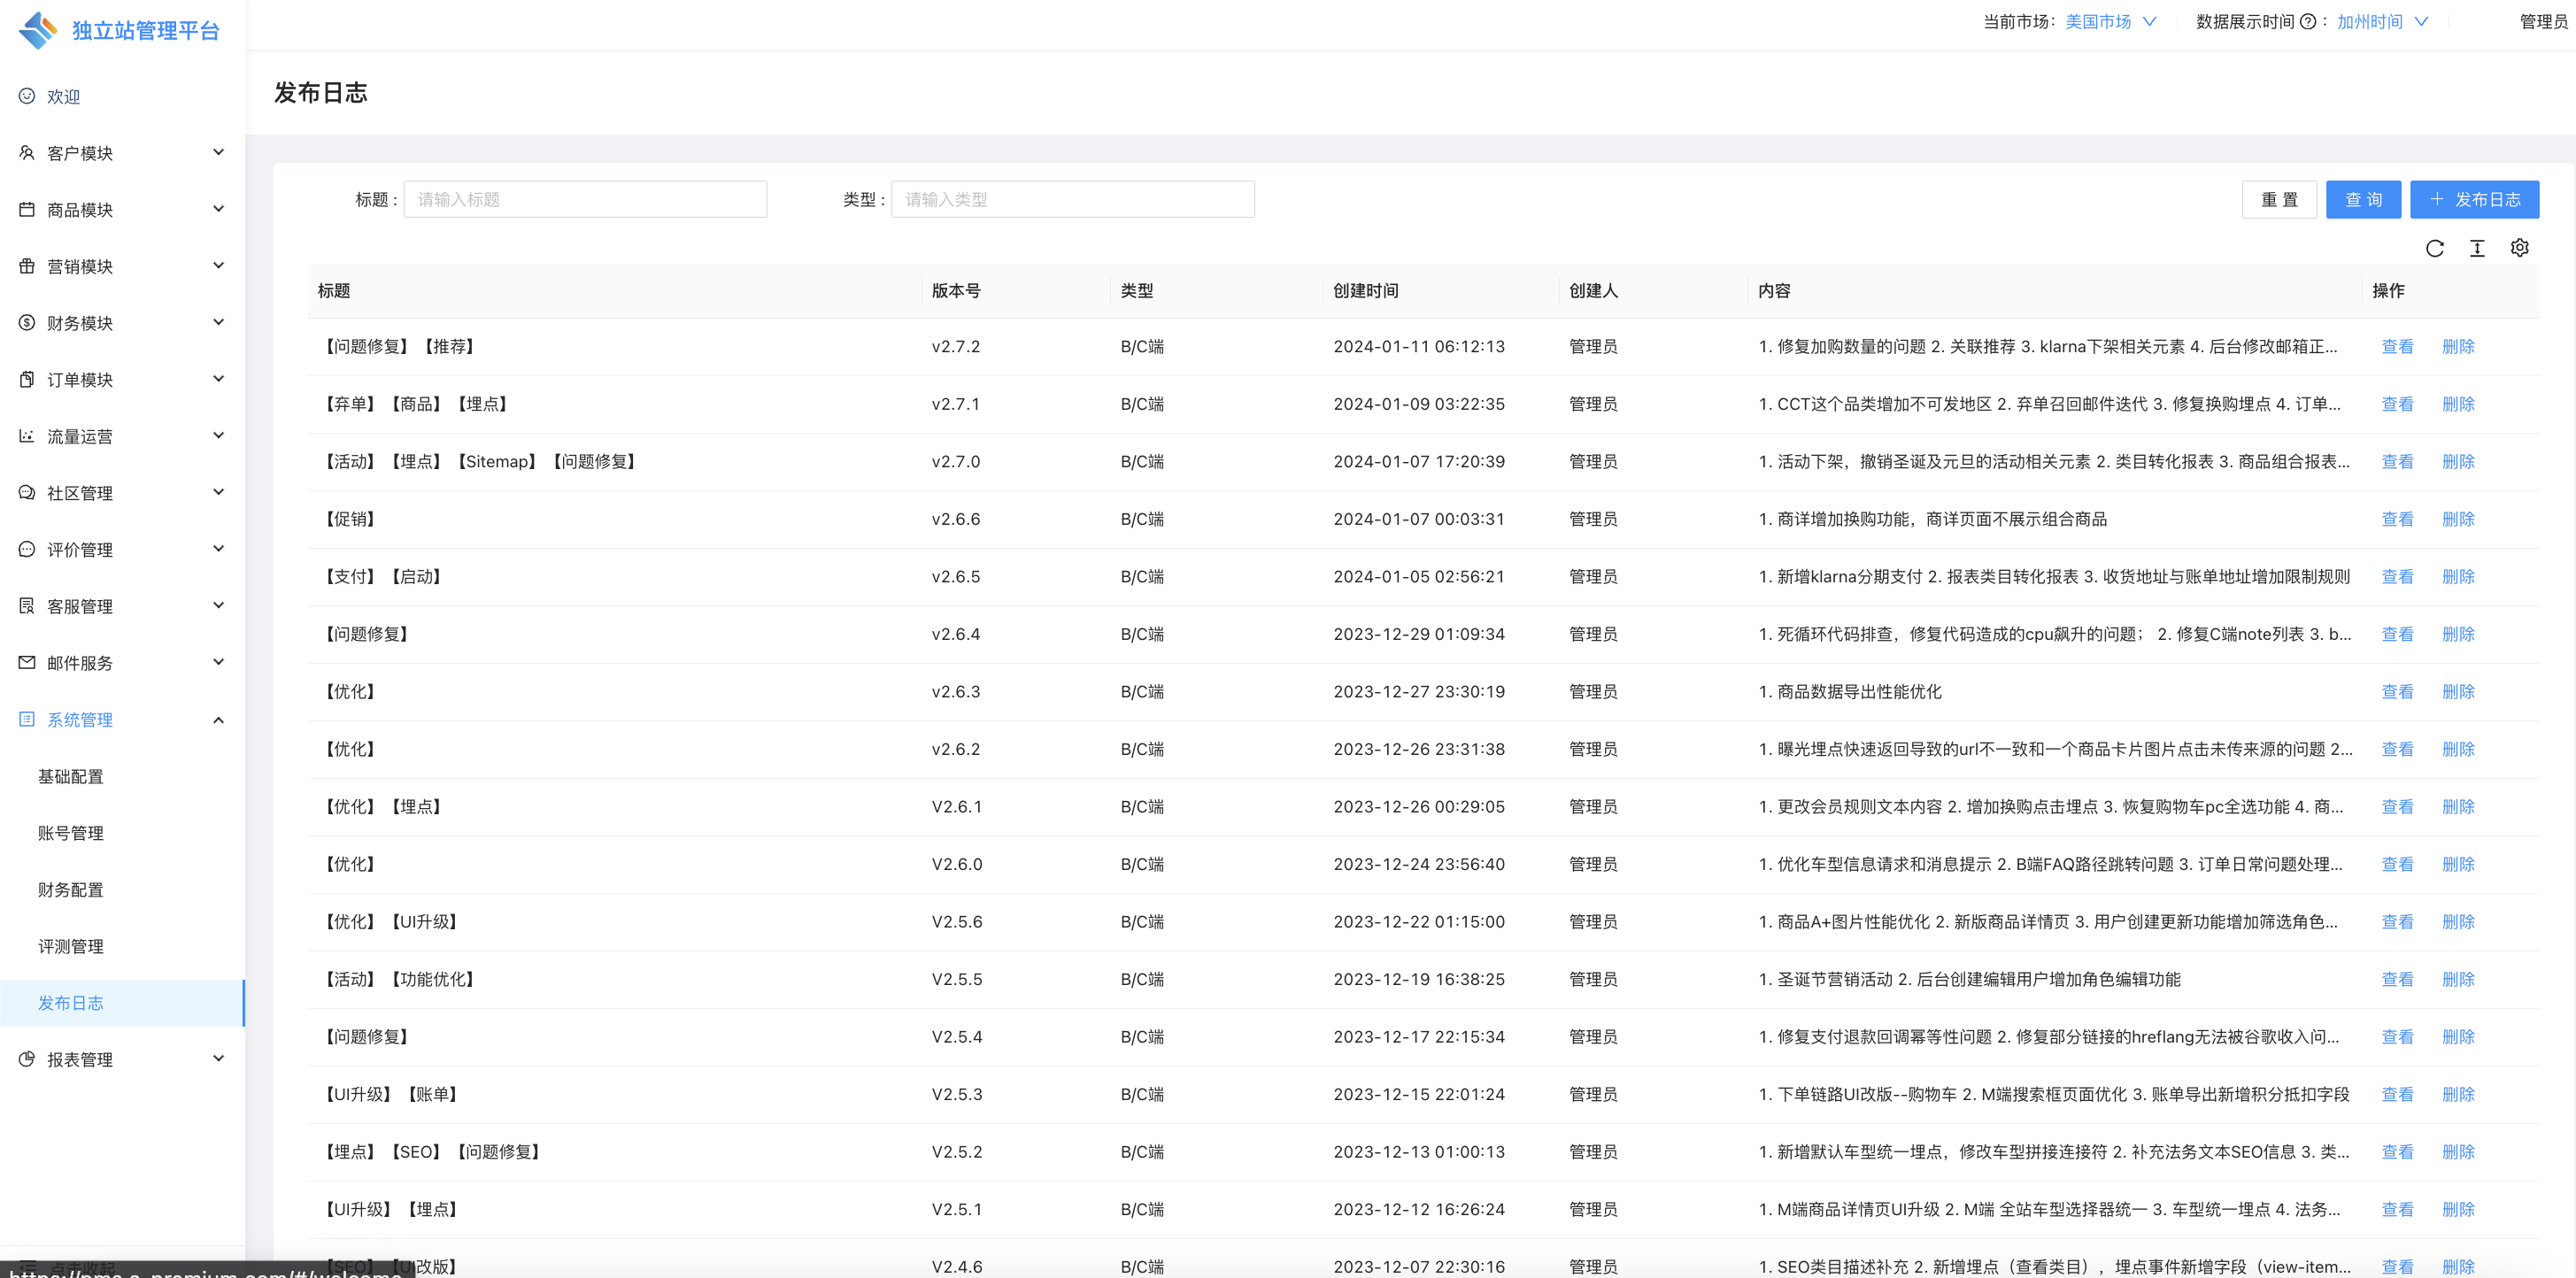 独立站管理平台
当前市场： 美国市场 数据展示时间 : 加州时间 管理员
欢迎
客户模块
商品模块
营销模块
财务模块
订单模块
流量运营
社区管理
评价管理
客服管理
邮件服务
系统管理
基础配置
账号管理
财务配置
评测管理
发布日志
报表管理
点击收起
发布日志
标题 : 请输入标题 类型 : 请输入类型 重 置 查 询 + 发布日志
标题 版本号 类型 创建时间 创建人 内容 操作
【问题修复】【推荐】 v2.7.2 B/C端 2024-01-11 06:12:13 管理员 1. 修复加购数量的问题 2. 关联推荐 3. klarna下架相关元素 4. 后台修改邮箱正... 查看 删除
【弃单】【商品】【埋点】 v2.7.1 B/C端 2024-01-09 03:22:35 管理员 1. CCT这个品类增加不可发地区 2. 弃单召回邮件迭代 3. 修复换购埋点 4. 订单... 查看 删除
【活动】【埋点】【Sitemap】【问题修复】 v2.7.0 B/C端 2024-01-07 17:20:39 管理员 1. 活动下架，撤销圣诞及元旦的活动相关元素 2. 类目转化报表 3. 商品组合报表... 查看 删除
【促销】 v2.6.6 B/C端 2024-01-07 00:03:31 管理员 1. 商详增加换购功能，商详页面不展示组合商品 查看 删除
【支付】【启动】 v2.6.5 B/C端 2024-01-05 02:56:21 管理员 1. 新增klarna分期支付 2. 报表类目转化报表 3. 收货地址与账单地址增加限制规则 查看 删除
【问题修复】 v2.6.4 B/C端 2023-12-29 01:09:34 管理员 1. 死循环代码排查，修复代码造成的cpu飙升的问题； 2. 修复C端note列表 3. b... 查看 删除
【优化】 v2.6.3 B/C端 2023-12-27 23:30:19 管理员 1. 商品数据导出性能优化 查看 删除
【优化】 v2.6.2 B/C端 2023-12-26 23:31:38 管理员 1. 曝光埋点快速返回导致的url不一致和一个商品卡片图片点击未传来源的问题 2... 查看 删除
【优化】【埋点】 V2.6.1 B/C端 2023-12-26 00:29:05 管理员 1. 更改会员规则文本内容 2. 增加换购点击埋点 3. 恢复购物车pc全选功能 4. 商... 查看 删除
【优化】 V2.6.0 B/C端 2023-12-24 23:56:40 管理员 1. 优化车型信息请求和消息提示 2. B端FAQ路径跳转问题 3. 订单日常问题处理... 查看 删除
【优化】【UI升级】 V2.5.6 B/C端 2023-12-22 01:15:00 管理员 1. 商品A+图片性能优化 2. 新版商品详情页 3. 用户创建更新功能增加筛选角色... 查看 删除
【活动】【功能优化】 V2.5.5 B/C端 2023-12-19 16:38:25 管理员 1. 圣诞节营销活动 2. 后台创建编辑用户增加角色编辑功能 查看 删除
【问题修复】 V2.5.4 B/C端 2023-12-17 22:15:34 管理员 1. 修复支付退款回调幂等性问题 2. 修复部分链接的hreflang无法被谷歌收入问... 查看 删除
【UI升级】【账单】 V2.5.3 B/C端 2023-12-15 22:01:24 管理员 1. 下单链路UI改版--购物车 2. M端搜索框页面优化 3. 账单导出新增积分抵扣字段 查看 删除
【埋点】【SEO】【问题修复】 V2.5.2 B/C端 2023-12-13 01:00:13 管理员 1. 新增默认车型统一埋点，修改车型拼接连接符 2. 补充法务文本SEO信息 3. 类... 查看 删除
【UI升级】【埋点】 V2.5.1 B/C端 2023-12-12 16:26:24 管理员 1. M端商品详情页UI升级 2. M端 全站车型选择器统一 3. 车型统一埋点 4. 法务... 查看 删除
【SEO】【UI改版】 V2.4.6 B/C端 2023-12-07 22:30:16 管理员 1. SEO类目描述补充 2. 新增埋点（查看类目），埋点事件新增字段（view-item... 查看 删除